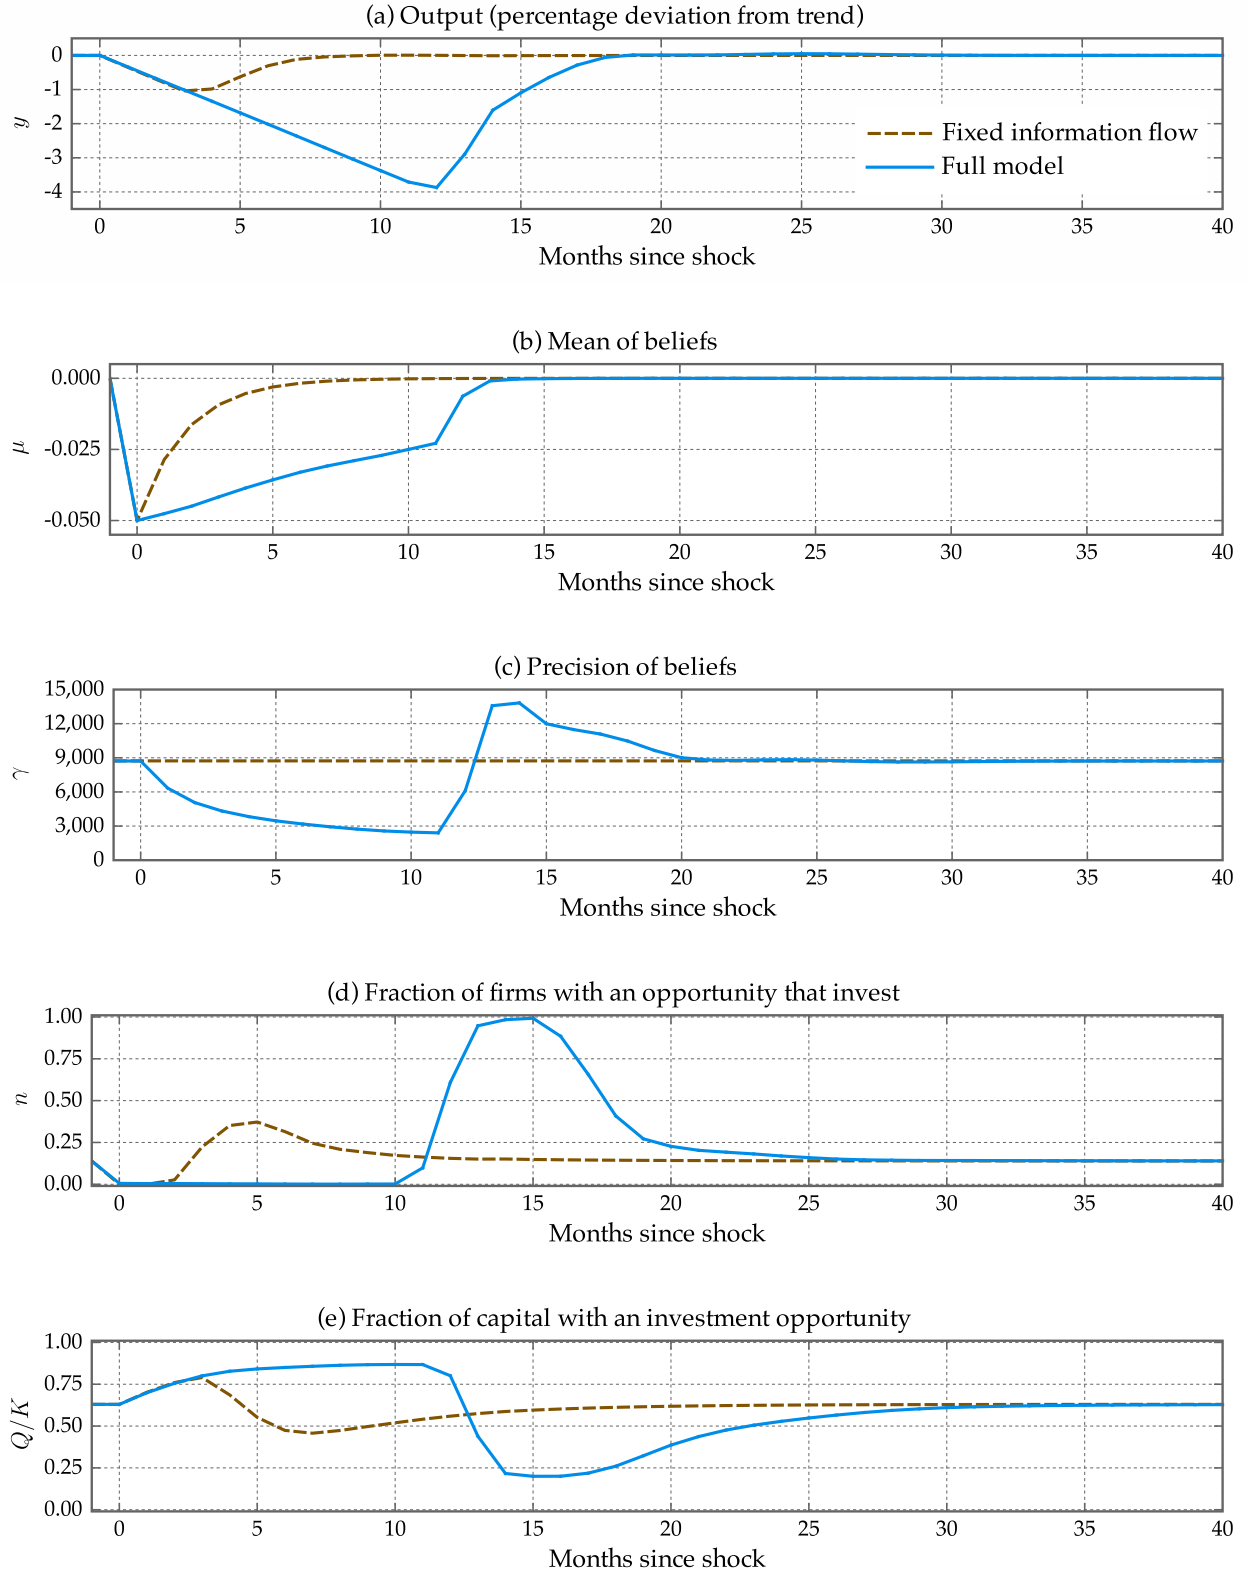 (a) Output (percentage deviation from trend)
0
-1
-2
-3
-4
y
Fixed information flow
Full model
0 5 10 15 20 25 30 35 40
Months since shock
(b) Mean of beliefs
0.000
-0.025
-0.050
μ
0 5 10 15 20 25 30 35 40
Months since shock
(c) Precision of beliefs
15,000
12,000
9,000
6,000
3,000
0
γ
0 5 10 15 20 25 30 35 40
Months since shock
(d) Fraction of firms with an opportunity that invest
1.00
0.75
0.50
0.25
0.00
n
0 5 10 15 20 25 30 35 40
Months since shock
(e) Fraction of capital with an investment opportunity
1.00
0.75
0.50
0.25
0.00
Q/K
0 5 10 15 20 25 30 35 40
Months since shock